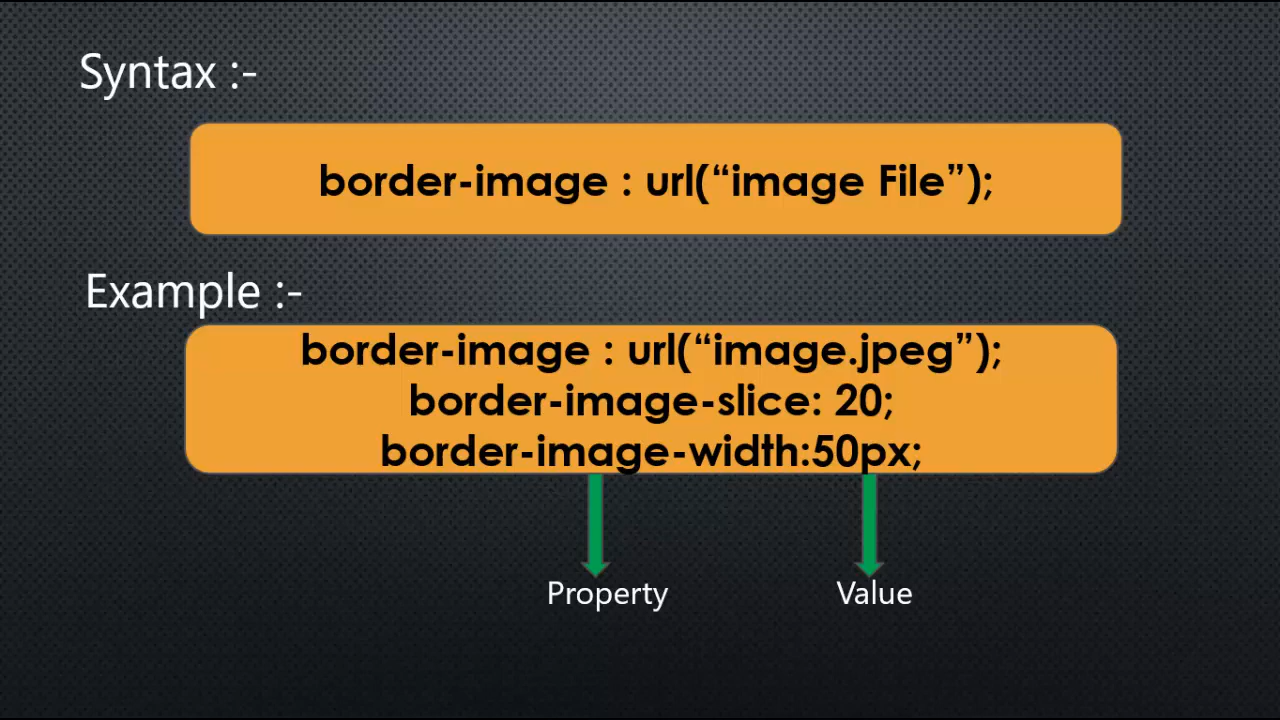 Syntax :-
border-image : url(“image File”);
Example :-
border-image : url(“image.jpeg”);
border-image-slice: 20;
border-image-width:50px;
Property Value